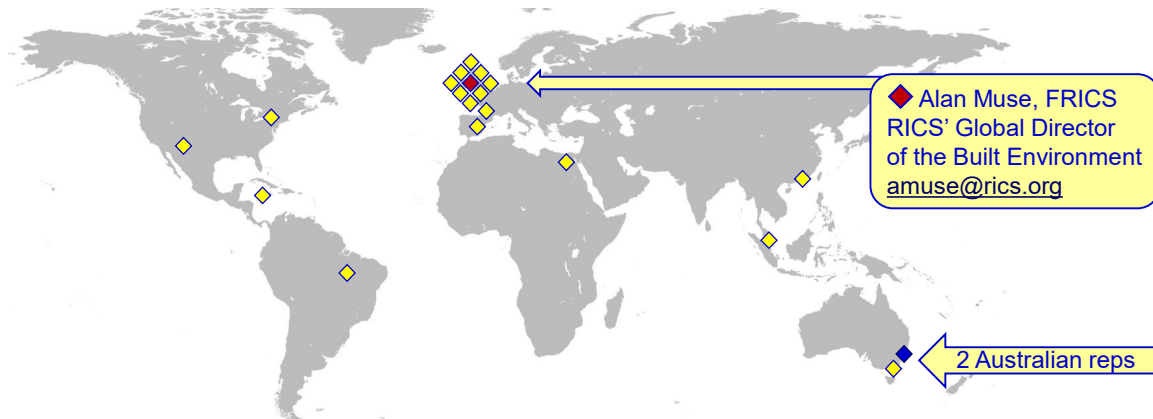 Alan Muse, FRICS
RICS' Global Director
of the Built Environment
amuse@rics.org
2 Australian reps